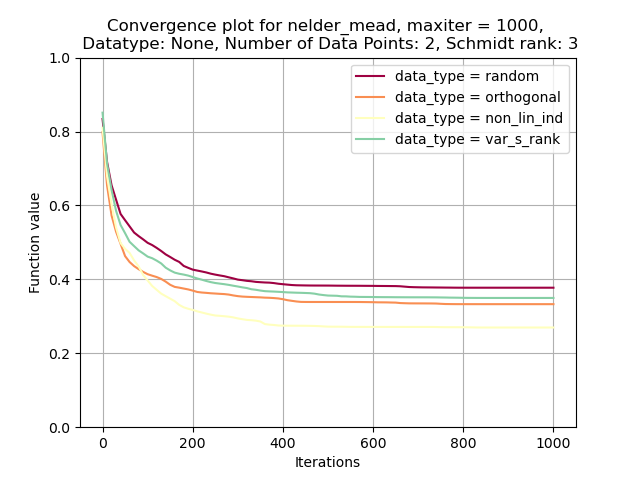 Convergence plot for nelder_mead, maxiter = 1000,
Datatype: None, Number of Data Points: 2, Schmidt rank: 3
1.0
0.8
0.6
0.4
0.2
0.0
Function value
data_type = random
data_type = orthogonal
data_type = non_lin_ind
data_type = var_s_rank
0 200 400 600 800 1000
Iterations